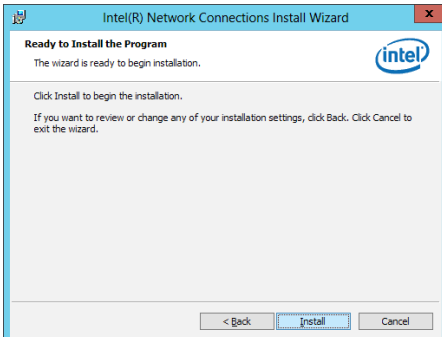 Intel(R) Network Connections Install Wizard
x
Ready to Install the Program
The wizard is ready to begin installation.
intel
Click Install to begin the installation.
If you want to review or change any of your installation settings, click Back. Click Cancel to
exit the wizard.
< Back
Install
Cancel